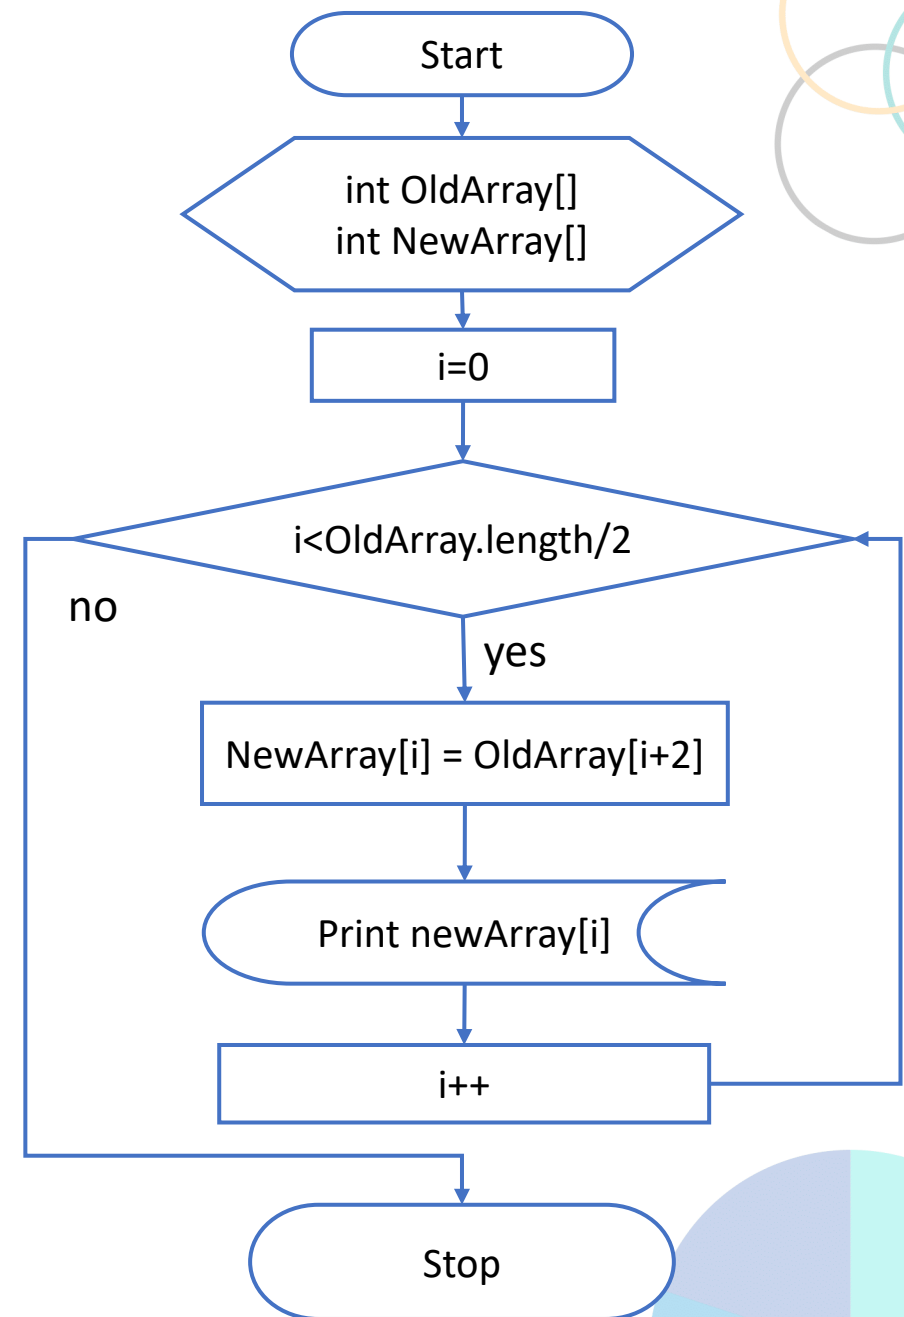 Start
int OldArray[]
int NewArray[]
i=0
i<OldArray.length/2
no
yes
NewArray[i] = OldArray[i+2]
Print newArray[i]
i++
Stop